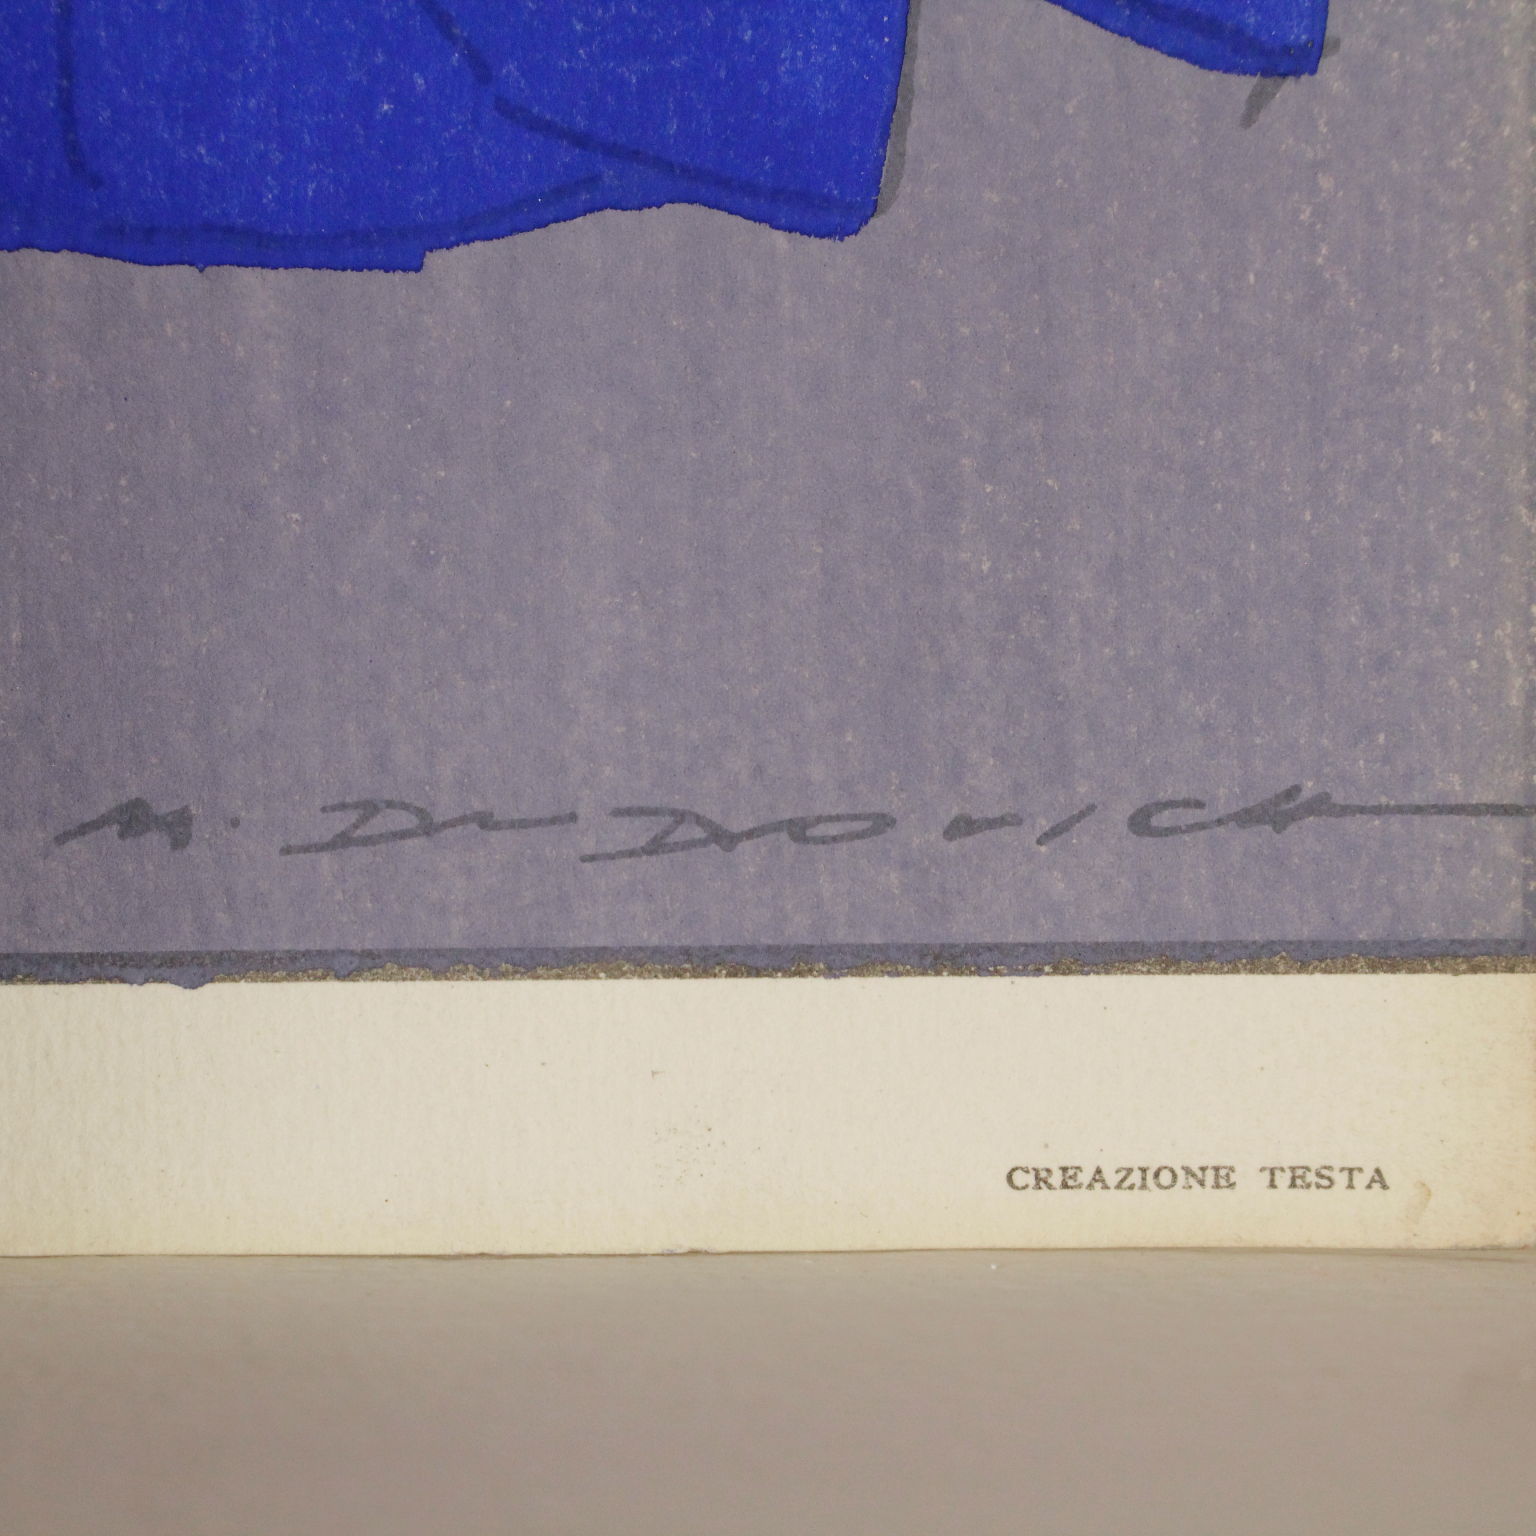 M. DUDOVICH
CREAZIONE TESTA